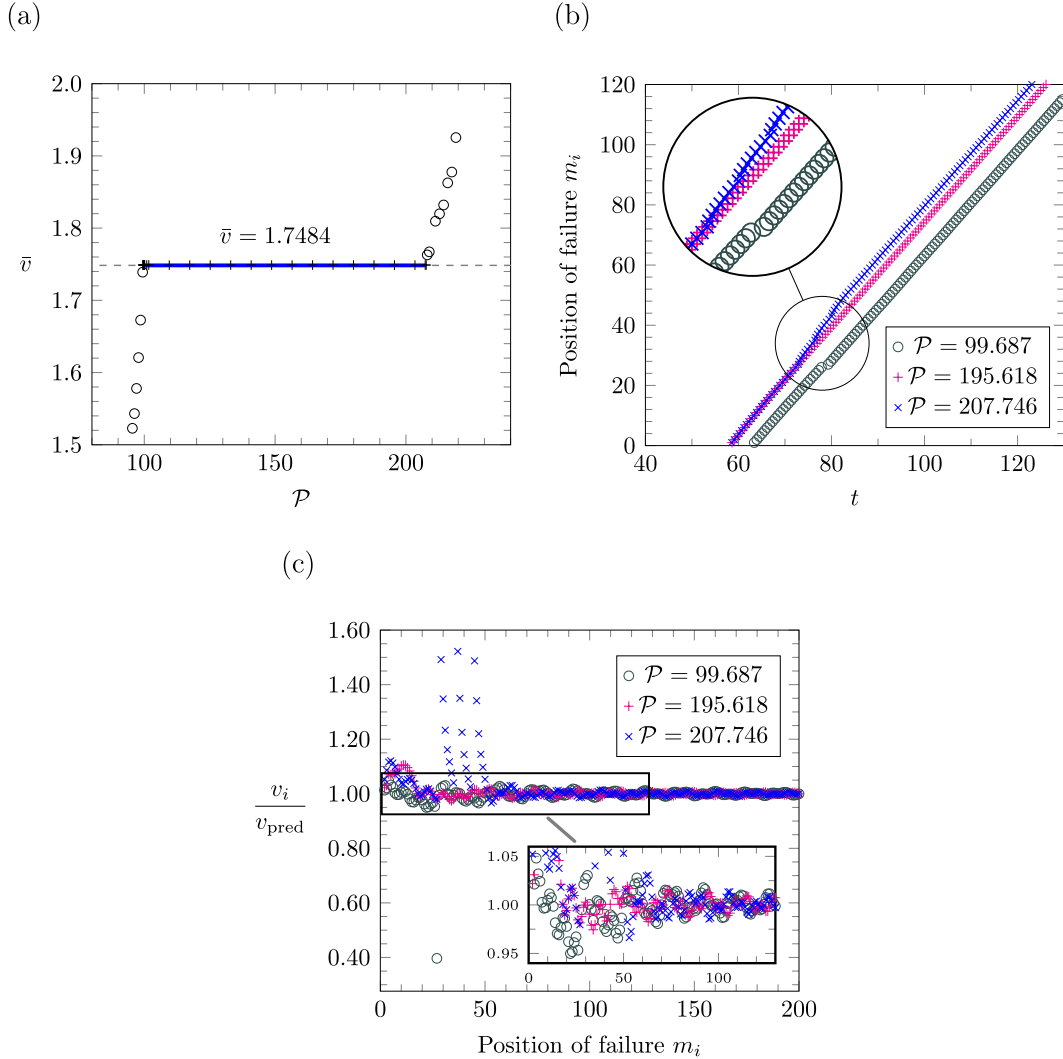 (a)
2.0
1.9
1.8
1.7
1.6
1.5
v̄
v̄ = 1.7484
100
150
200
𝒫
(b)
120
100
80
60
40
20
0
Position of failure mᵢ
𝒫 = 99.687
𝒫 = 195.618
𝒫 = 207.746
40
60
80
100
120
t
(c)
1.60
1.40
1.20
1.00
0.80
0.60
0.40
vᵢ
v_pred
𝒫 = 99.687
𝒫 = 195.618
𝒫 = 207.746
1.05
1.00
0.95
0
50
100
0
50
100
150
200
Position of failure mᵢ